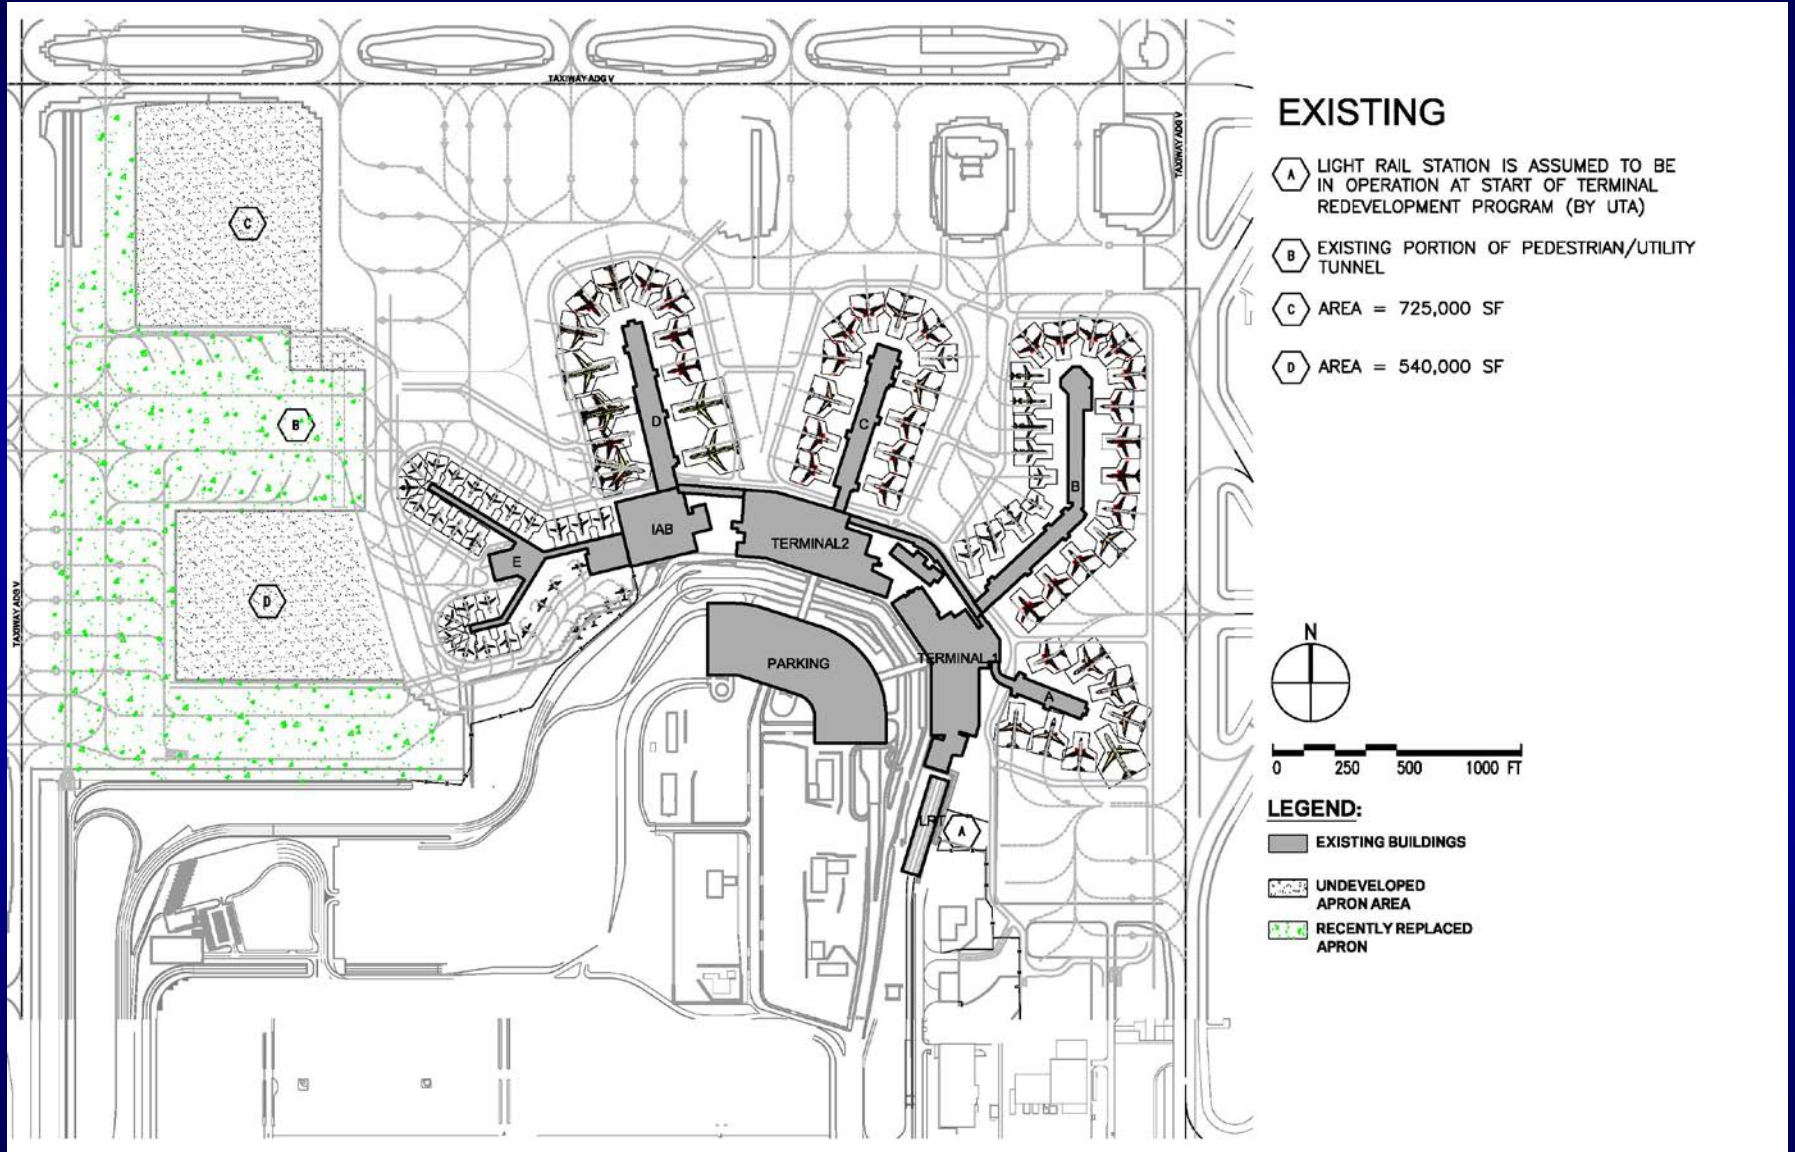 TAXIWAY ADG V
TAXIWAY ADG V
TAXIWAY ADG V
EXISTING
A LIGHT RAIL STATION IS ASSUMED TO BE
IN OPERATION AT START OF TERMINAL
REDEVELOPMENT PROGRAM (BY UTA)
B EXISTING PORTION OF PEDESTRIAN/UTILITY
TUNNEL
C AREA = 725,000 SF
D AREA = 540,000 SF
C
B
D
D
C
B
IAB
TERMINAL2
E
PARKING
TERMINAL 1
A
LRT
A
N
0 250 500 1000 FT
LEGEND:
EXISTING BUILDINGS
UNDEVELOPED
APRON AREA
RECENTLY REPLACED
APRON